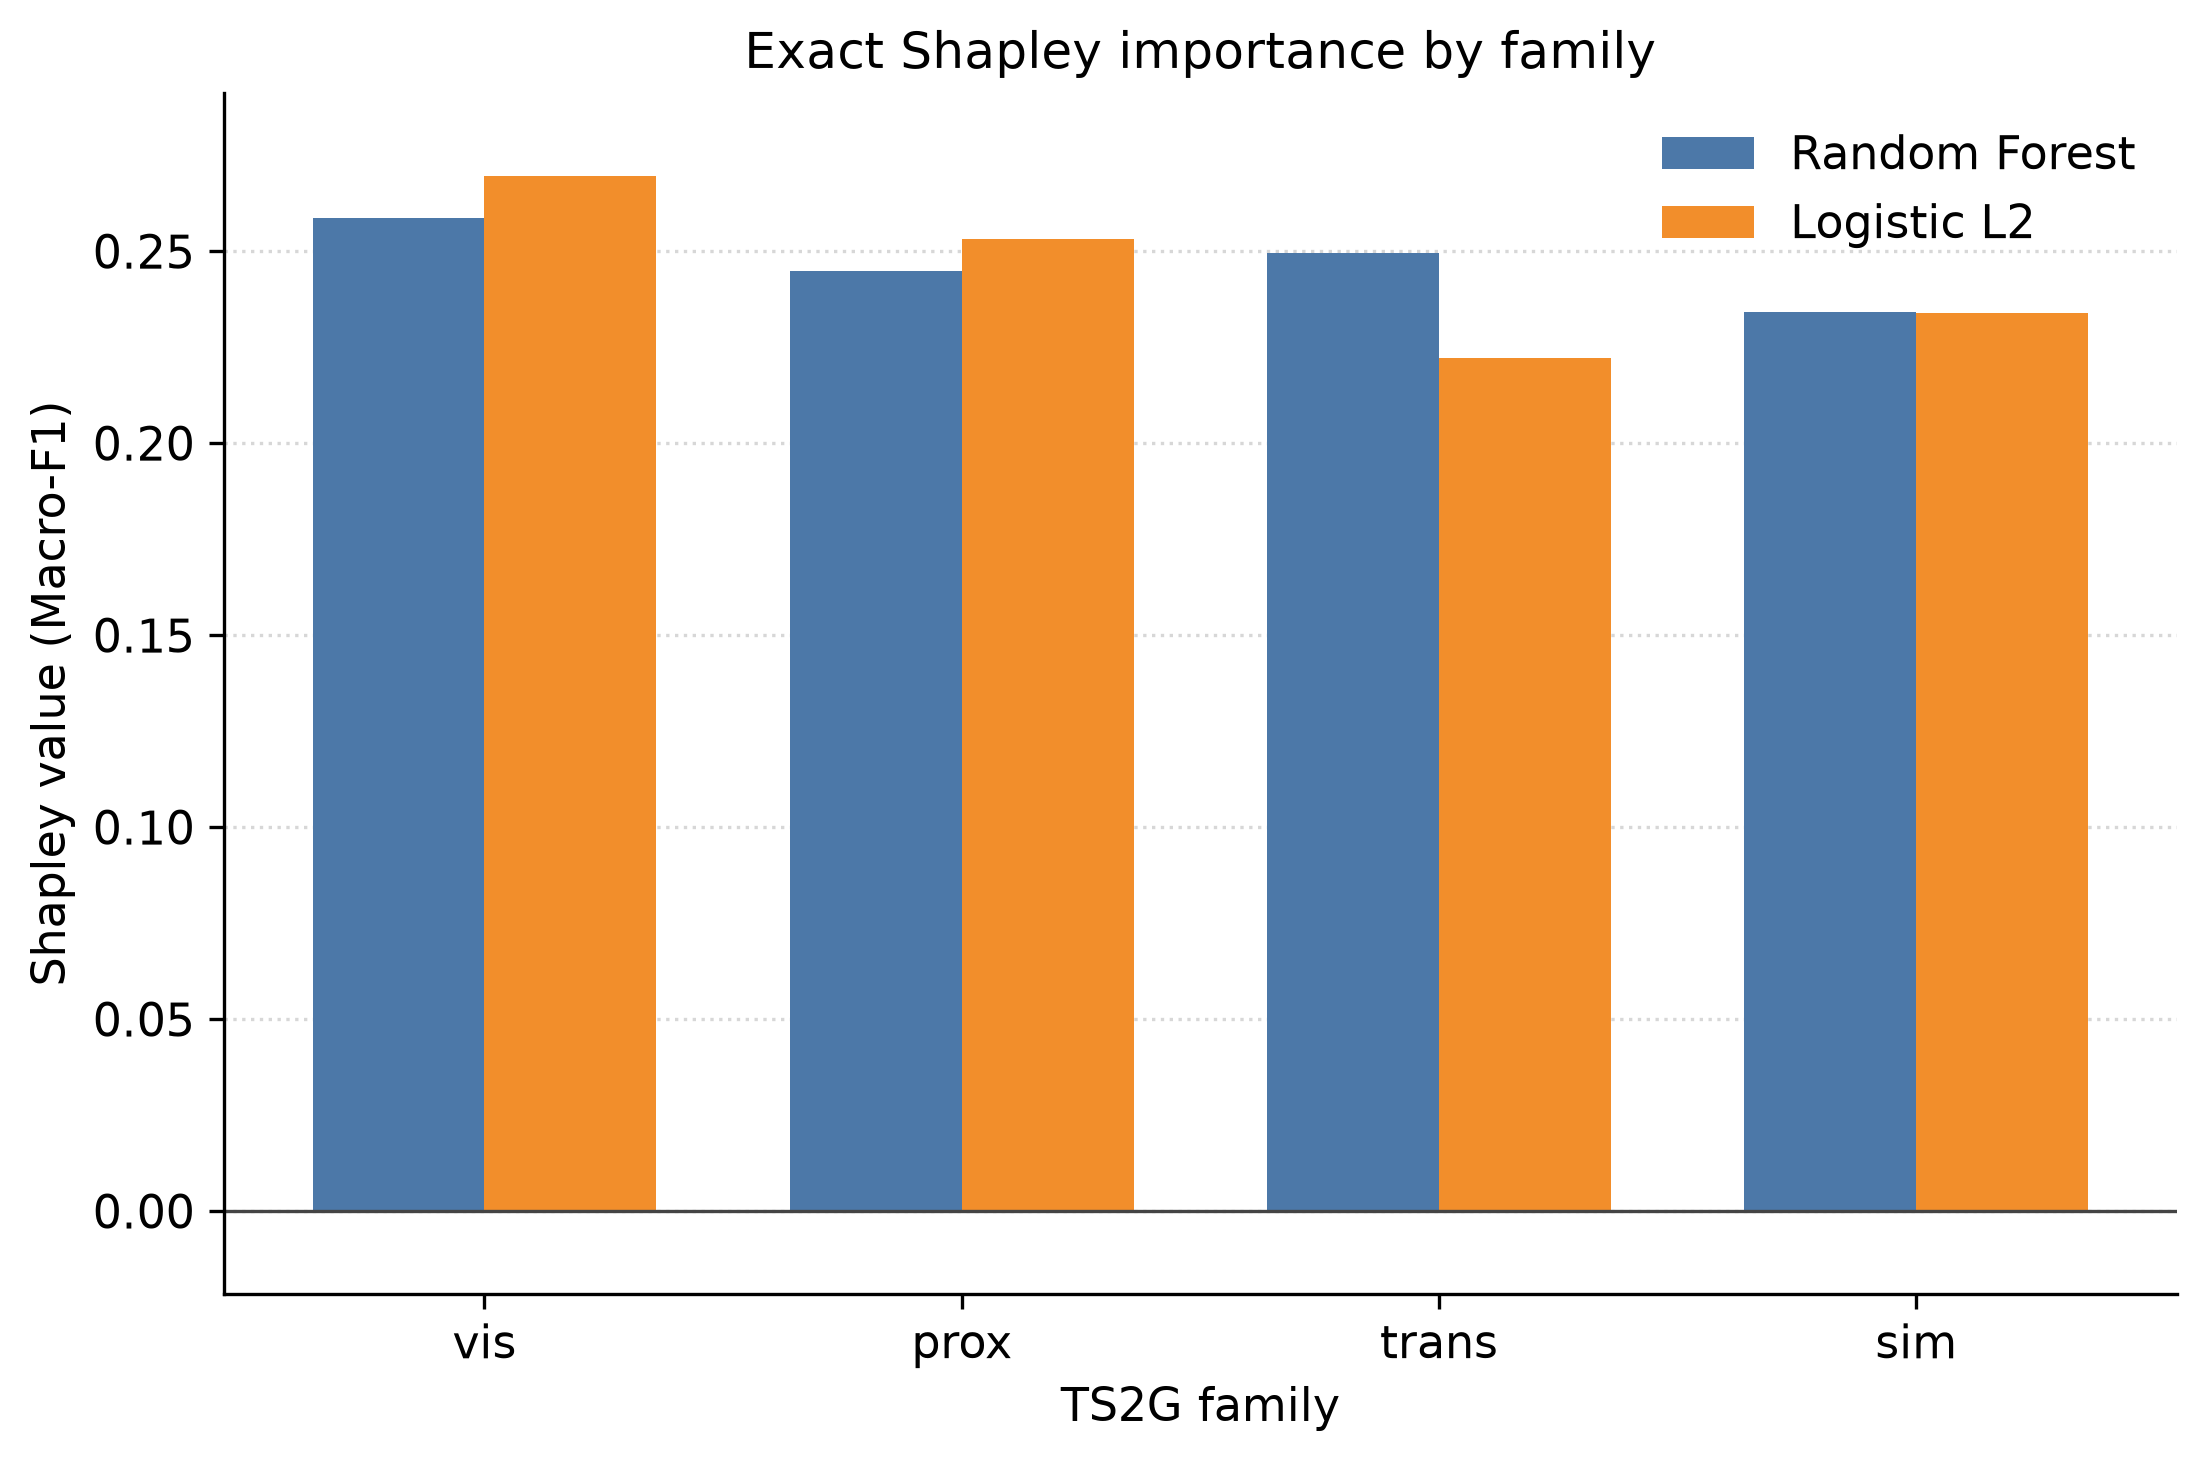 Exact Shapley importance by family
Random Forest
Logistic L2
Shapley value (Macro-F1)
0.25
0.20
0.15
0.10
0.05
0.00
vis
prox
trans
sim
TS2G family